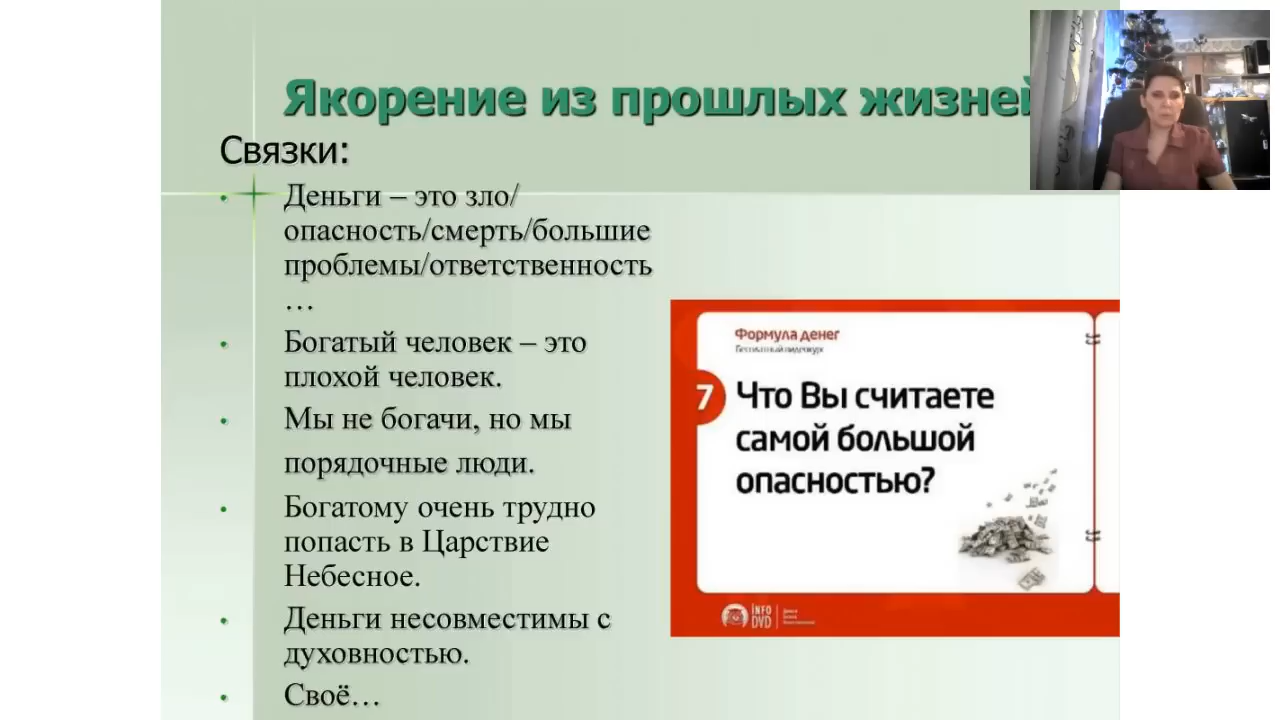 Якорение из прошлых жизней
Связки:
Деньги – это зло/
опасность/смерть/большие
проблемы/ответственность
…
Богатый человек – это
плохой человек.
Мы не богачи, но мы
порядочные люди.
Богатому очень трудно
попасть в Царствие
Небесное.
Деньги несовместимы с
духовностью.
Своё…
Формула денег
Бесплатный видеокурс
7
Что Вы считаете
самой большой
опасностью?
iNFO
DVD